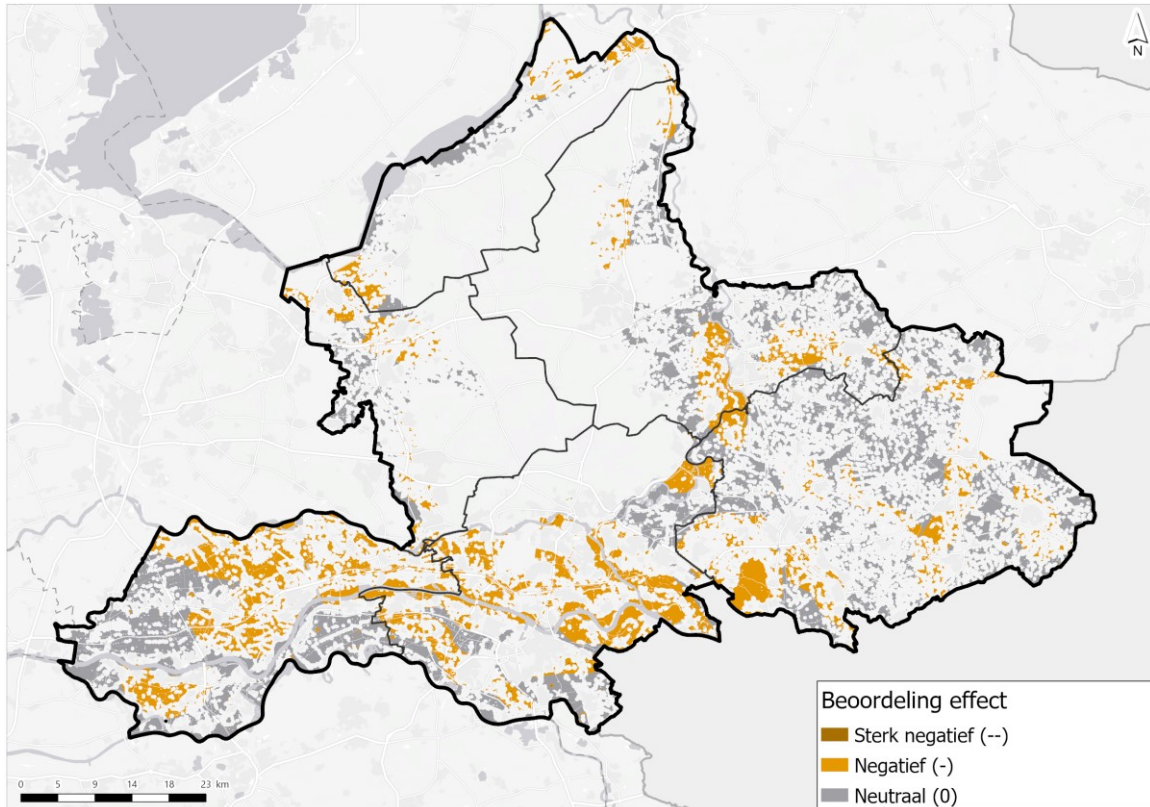 N
Beoordeling effect
Sterk negatief (--)
Negatief (-)
Neutraal (0)
0 5 9 14 18 23 km